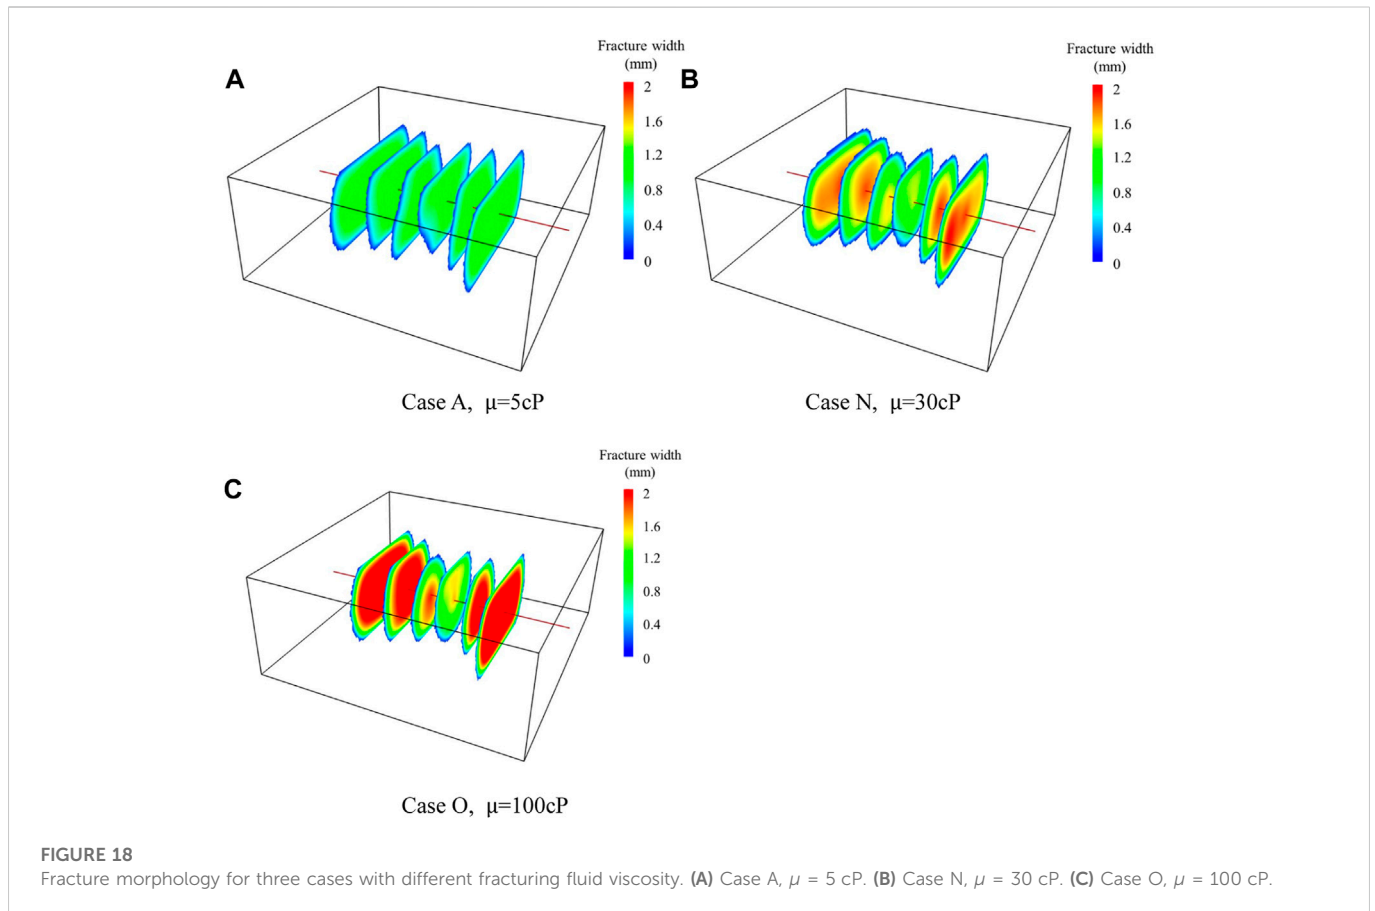 A
Fracture width
(mm)
2
1.6
1.2
0.8
0.4
0
Case A, μ=5cP
B
Fracture width
(mm)
2
1.6
1.2
0.8
0.4
0
Case N, μ=30cP
C
Fracture width
(mm)
2
1.6
1.2
0.8
0.4
0
Case O, μ=100cP
FIGURE 18
Fracture morphology for three cases with different fracturing fluid viscosity. (A) Case A, μ = 5 cP. (B) Case N, μ = 30 cP. (C) Case O, μ = 100 cP.